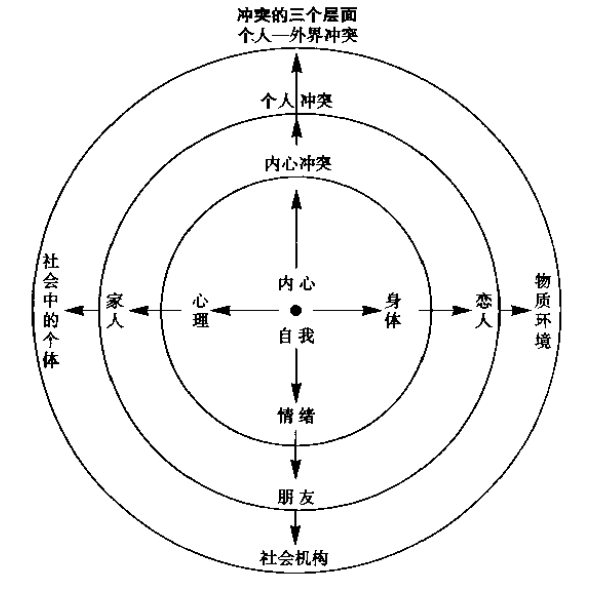 冲突的三个层面
个人—外界冲突
个人冲突
内心冲突
内心
自我
心理
身体
家人
恋人
社会中的个体
物质环境
情绪
朋友
社会机构